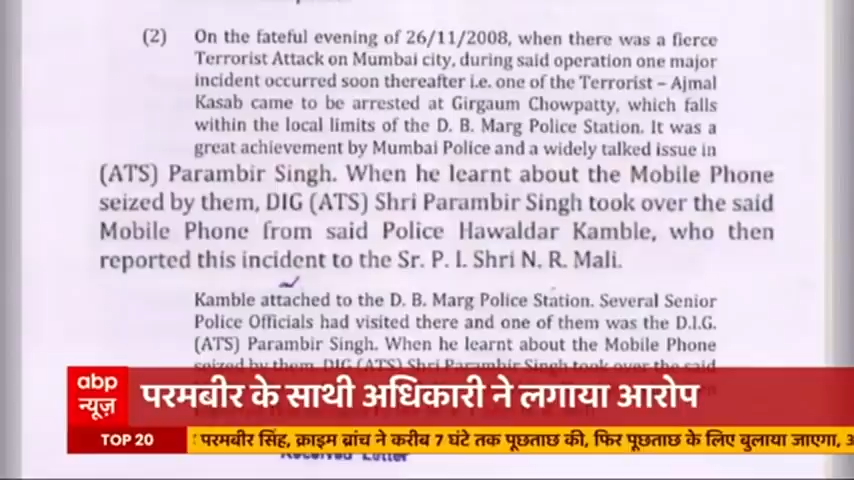 (2) On the fateful evening of 26/11/2008, when there was a fierce
Terrorist Attack on Mumbai city, during said operation one major
incident occurred soon thereafter i.e. one of the Terrorist – Ajmal
Kasab came to be arrested at Girgaum Chowpatty, which falls
within the local limits of the D. B. Marg Police Station. It was a
great achievement by Mumbai Police and a widely talked issue in
(ATS) Parambir Singh. When he learnt about the Mobile Phone
seized by them, DIG (ATS) Shri Parambir Singh took over the said
Mobile Phone from said Police Hawaldar Kamble, who then
reported this incident to the Sr. P. I. Shri N. R. Mali.
Kamble attached to the D. B. Marg Police Station. Several Senior
Police Officials had visited there and one of them was the D.I.G.
(ATS) Parambir Singh. When he learnt about the Mobile Phone
seized by them, DIG (ATS) Shri Parambir Singh took over the said
abp
न्यूज़
परमबीर के साथी अधिकारी ने लगाया आरोप
TOP 20
परमबीर सिंह, क्राइम ब्रांच ने करीब 7 घंटे तक पूछताछ की, फिर पूछताछ के लिए बुलाया जाएगा,